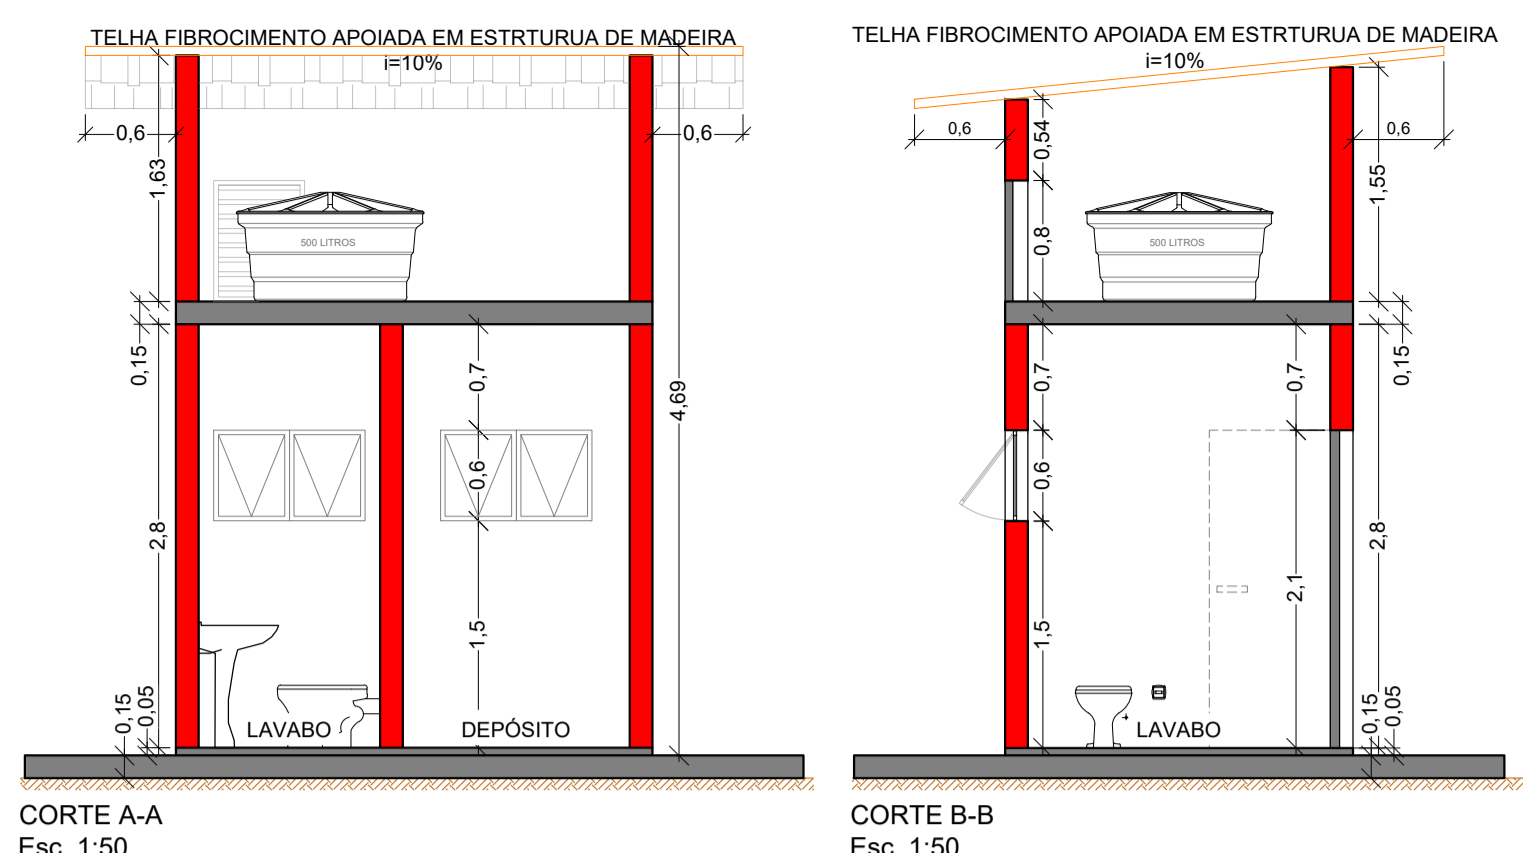 TELHA FIBROCIMENTO APOIADA EM ESTRTURUA DE MADEIRA
i=10%
0,6
0,6
1,63
500 LITROS
0,15
0,7
4,69
0,6
2,8
1,5
0,15
0,05
LAVABO
DEPÓSITO
CORTE A-A
Esc. 1:50
TELHA FIBROCIMENTO APOIADA EM ESTRTURUA DE MADEIRA
i=10%
0,6
0,54
0,6
1,55
0,8
500 LITROS
0,15
0,7
0,7
0,6
2,8
2,1
1,5
0,15
0,05
LAVABO
CORTE B-B
Esc. 1:50